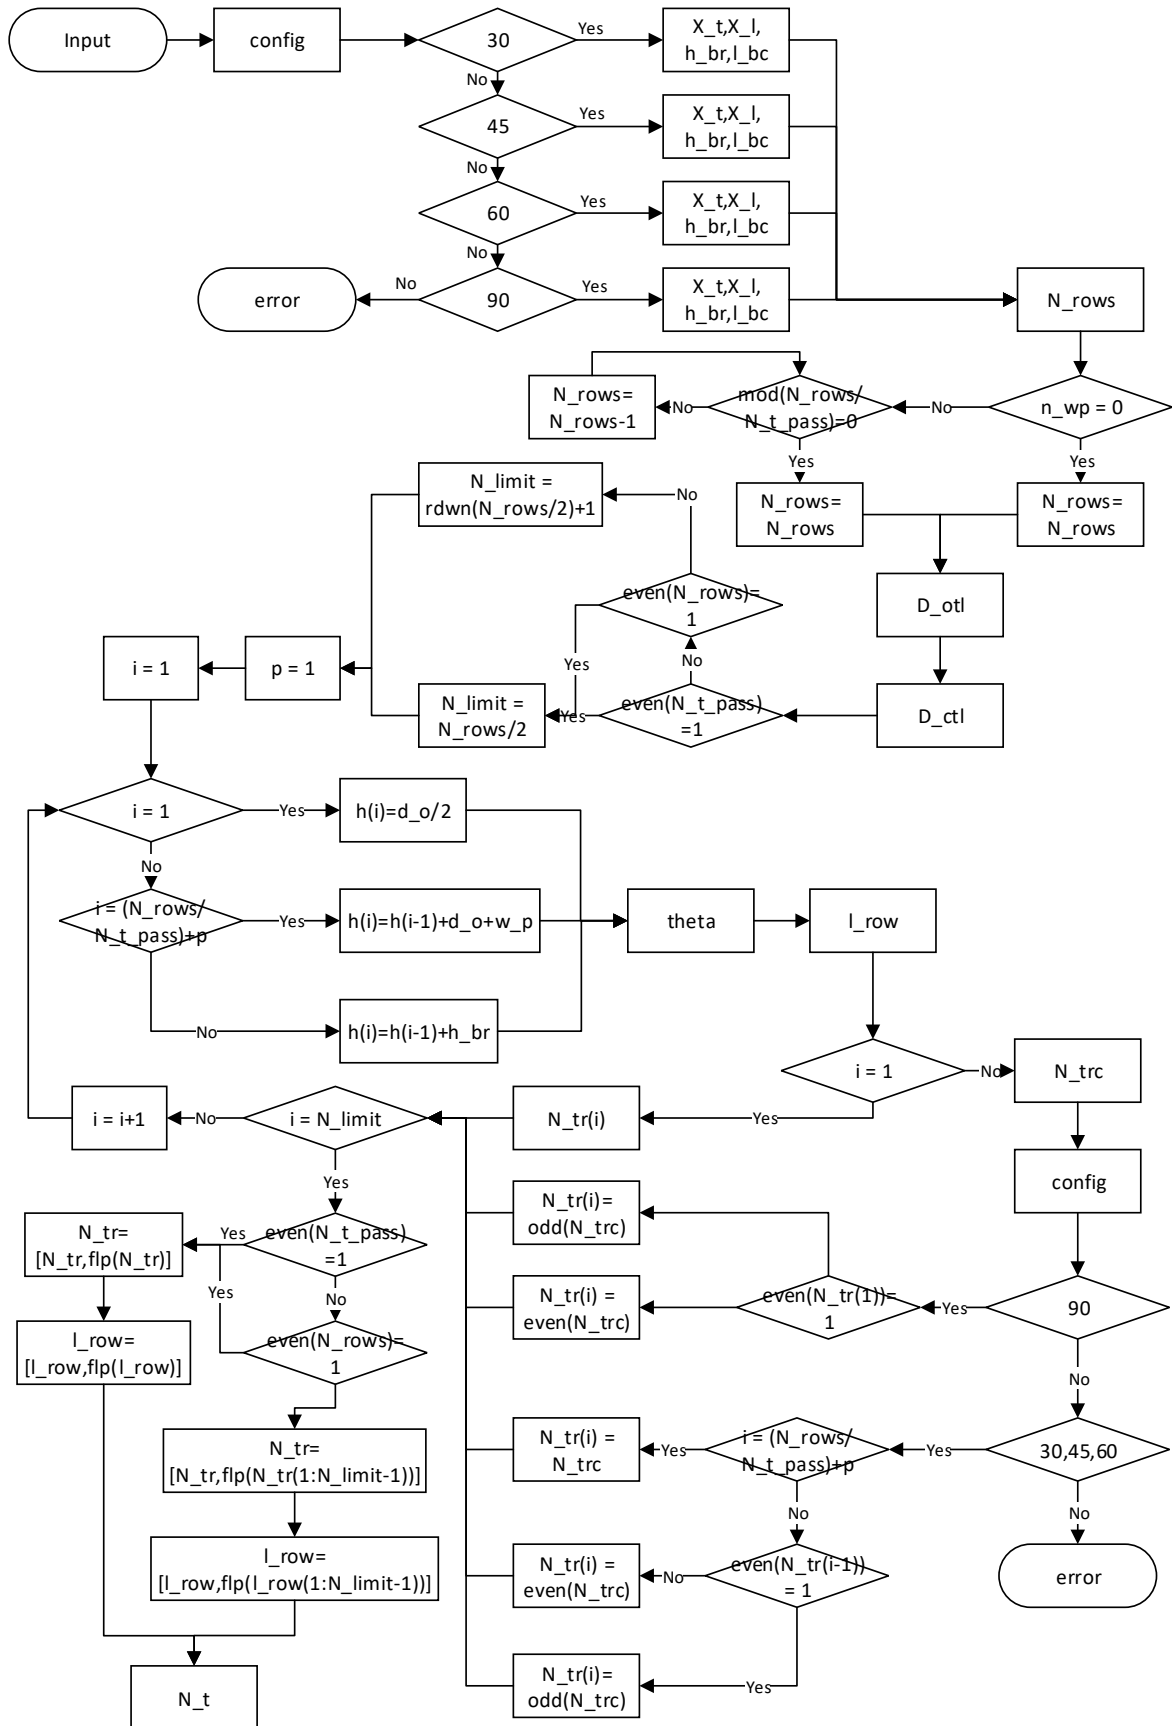 Input
config
30
Yes
X_t,X_l,
h_br,l_bc
No
45
Yes
X_t,X_l,
h_br,l_bc
No
60
Yes
X_t,X_l,
h_br,l_bc
No
error
No
90
Yes
X_t,X_l,
h_br,l_bc
N_rows
N_rows=
N_rows-1
No
mod(N_rows/
N_t_pass)=0
No
n_wp = 0
Yes
Yes
N_limit =
rdwn(N_rows/2)+1
No
N_rows=
N_rows
N_rows=
N_rows
even(N_rows)=
1
D_otl
i = 1
p = 1
Yes
No
N_limit =
N_rows/2
Yes
even(N_t_pass)
=1
D_ctl
i = 1
Yes
h(i)=d_o/2
No
i = (N_rows/
N_t_pass)+p
Yes
h(i)=h(i-1)+d_o+w_p
theta
l_row
No
h(i)=h(i-1)+h_br
i = 1
No
N_trc
i = i+1
No
i = N_limit
N_tr(i)
Yes
Yes
config
N_tr=
[N_tr,flp(N_tr)]
Yes
even(N_t_pass)
=1
N_tr(i)=
odd(N_trc)
Yes
No
N_tr(i) =
even(N_trc)
even(N_tr(1))=
1
Yes
90
l_row=
[l_row,flp(l_row)]
even(N_rows)=
1
No
N_tr=
[N_tr,flp(N_tr(1:N_limit-1))]
N_tr(i) =
N_trc
Yes
i = (N_rows/
N_t_pass)+p
Yes
30,45,60
No
No
l_row=
[l_row,flp(l_row(1:N_limit-1))]
N_tr(i) =
even(N_trc)
No
even(N_tr(i-1))
= 1
error
N_t
N_tr(i)=
odd(N_trc)
Yes